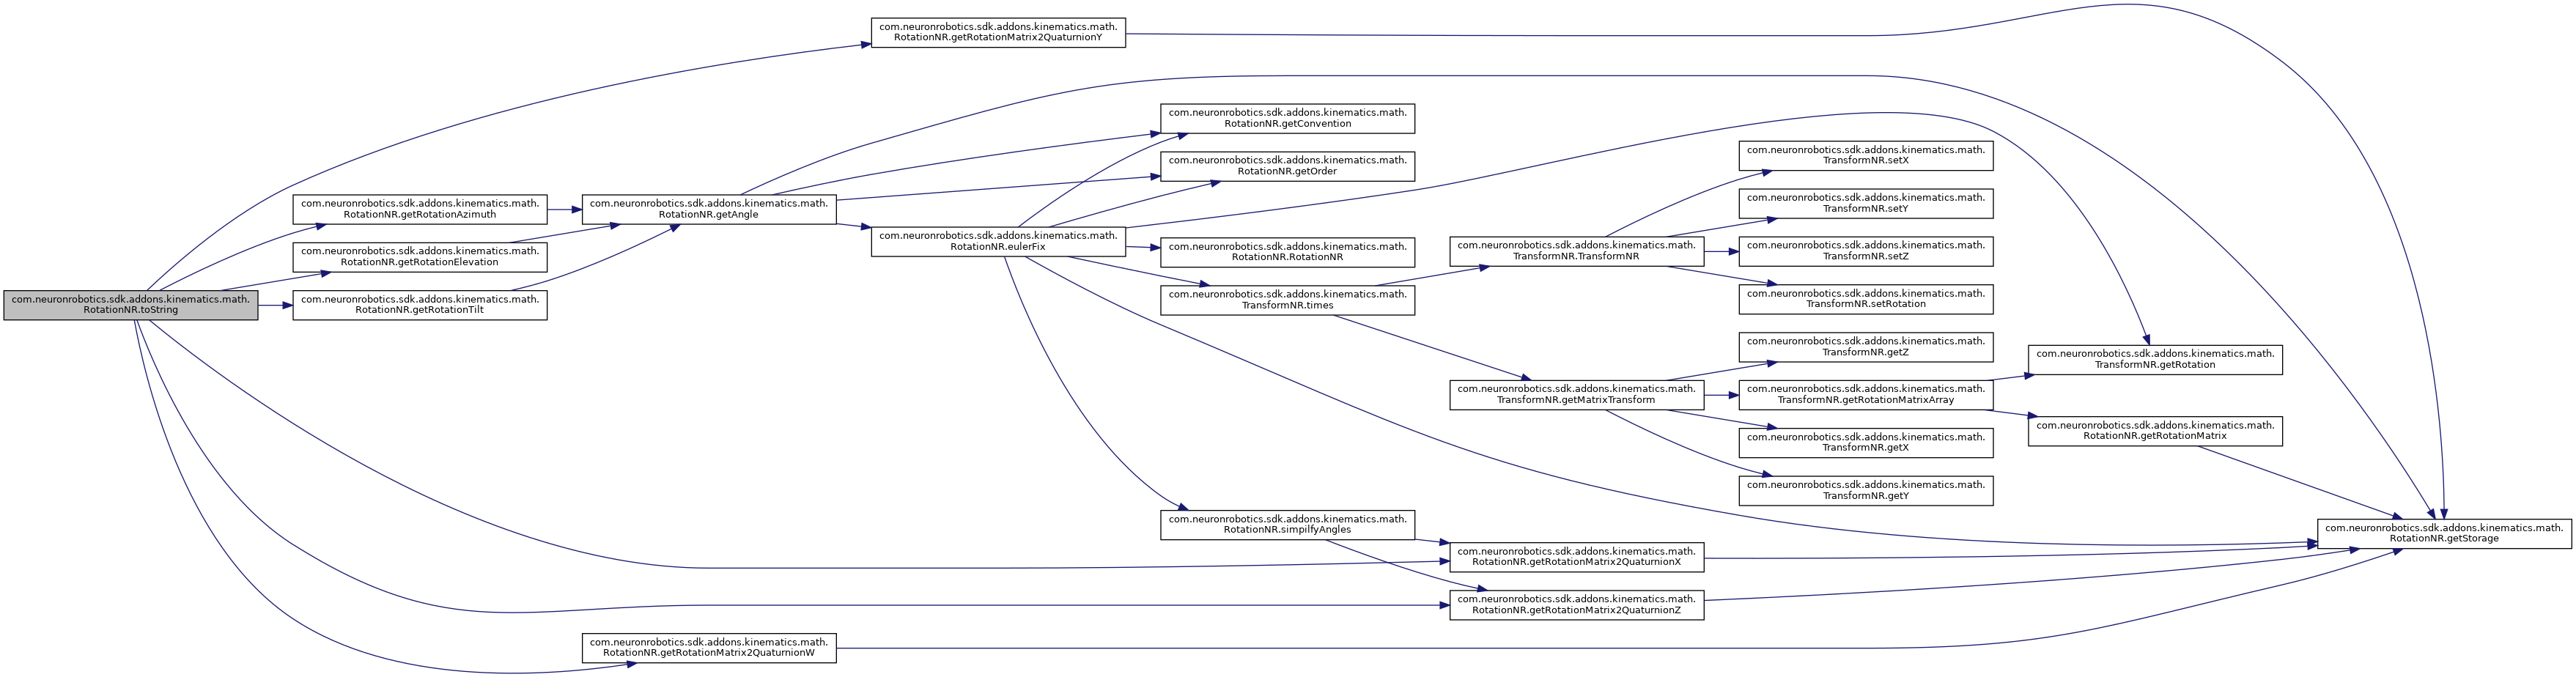 com.neuronrobotics.sdk.addons.kinematics.math.
RotationNR.toString
com.neuronrobotics.sdk.addons.kinematics.math.
RotationNR.getRotationAzimuth
com.neuronrobotics.sdk.addons.kinematics.math.
RotationNR.getRotationElevation
com.neuronrobotics.sdk.addons.kinematics.math.
RotationNR.getRotationTilt
com.neuronrobotics.sdk.addons.kinematics.math.
RotationNR.getAngle
com.neuronrobotics.sdk.addons.kinematics.math.
RotationNR.getRotationMatrix2QuaturnionW
com.neuronrobotics.sdk.addons.kinematics.math.
RotationNR.getRotationMatrix2QuaturnionY
com.neuronrobotics.sdk.addons.kinematics.math.
RotationNR.eulerFix
com.neuronrobotics.sdk.addons.kinematics.math.
RotationNR.getConvention
com.neuronrobotics.sdk.addons.kinematics.math.
RotationNR.getOrder
com.neuronrobotics.sdk.addons.kinematics.math.
RotationNR.RotationNR
com.neuronrobotics.sdk.addons.kinematics.math.
TransformNR.times
com.neuronrobotics.sdk.addons.kinematics.math.
RotationNR.simpilfyAngles
com.neuronrobotics.sdk.addons.kinematics.math.
TransformNR.TransformNR
com.neuronrobotics.sdk.addons.kinematics.math.
TransformNR.getMatrixTransform
com.neuronrobotics.sdk.addons.kinematics.math.
RotationNR.getRotationMatrix2QuaturnionX
com.neuronrobotics.sdk.addons.kinematics.math.
RotationNR.getRotationMatrix2QuaturnionZ
com.neuronrobotics.sdk.addons.kinematics.math.
TransformNR.setX
com.neuronrobotics.sdk.addons.kinematics.math.
TransformNR.setY
com.neuronrobotics.sdk.addons.kinematics.math.
TransformNR.setZ
com.neuronrobotics.sdk.addons.kinematics.math.
TransformNR.setRotation
com.neuronrobotics.sdk.addons.kinematics.math.
TransformNR.getZ
com.neuronrobotics.sdk.addons.kinematics.math.
TransformNR.getRotationMatrixArray
com.neuronrobotics.sdk.addons.kinematics.math.
TransformNR.getX
com.neuronrobotics.sdk.addons.kinematics.math.
TransformNR.getY
com.neuronrobotics.sdk.addons.kinematics.math.
TransformNR.getRotation
com.neuronrobotics.sdk.addons.kinematics.math.
RotationNR.getRotationMatrix
com.neuronrobotics.sdk.addons.kinematics.math.
RotationNR.getStorage